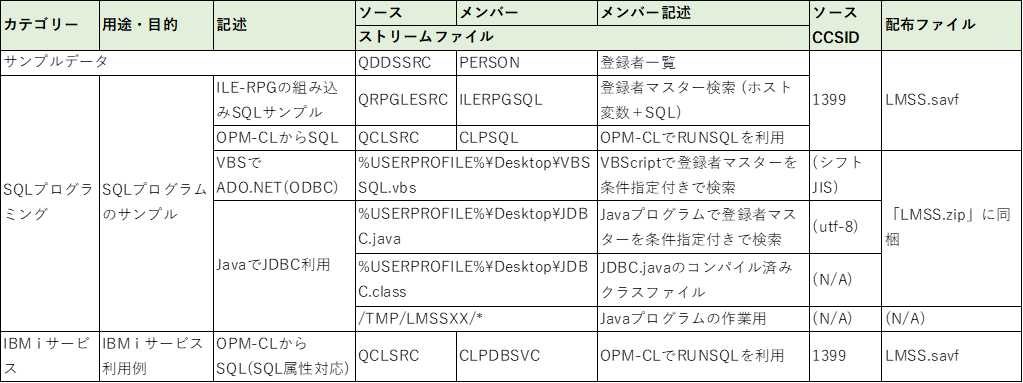 カテゴリー 用途・目的 記述 ソース メンバー メンバー記述 ソースCCSID 配布ファイル
ストリームファイル
サンプルデータ QDDSSRC PERSON 登録者一覧 1399 LMSS.savf
SQLプログラ
ミング
SQLプログラム
のサンプル
ILE-RPGの組み込
みSQLサンプル
QRPGLESRC ILERPGSQL
登録者マスター検索 (ホスト
変数+SQL)
OPM-CLからSQL QCLSRC CLPSQL OPM-CLでRUNSQLを利用
VBSで
ADO.NET(ODBC)
%USERPROFILE%¥Desktop¥VBS
SQL.vbs
VBScriptで登録者マスターを
条件指定付きで検索
(シフト
JIS)
「LMSS.zip」に同
梱
JavaでJDBC利用
%USERPROFILE%¥Desktop¥JDB
C.java
Javaプログラムで登録者マス
ターを条件指定付きで検索
(utf-8)
%USERPROFILE%¥Desktop¥JDB
C.class
JDBC.javaのコンパイル済み
クラスファイル
(N/A)
/TMP/LMSSXX/* Javaプログラムの作業用 (N/A) (N/A)
IBM i サービ
ス
IBM i サービス
利用例
OPM-CLから
SQL(SQL属性対応)
QCLSRC CLPDBSVC OPM-CLでRUNSQLを利用 1399 LMSS.savf